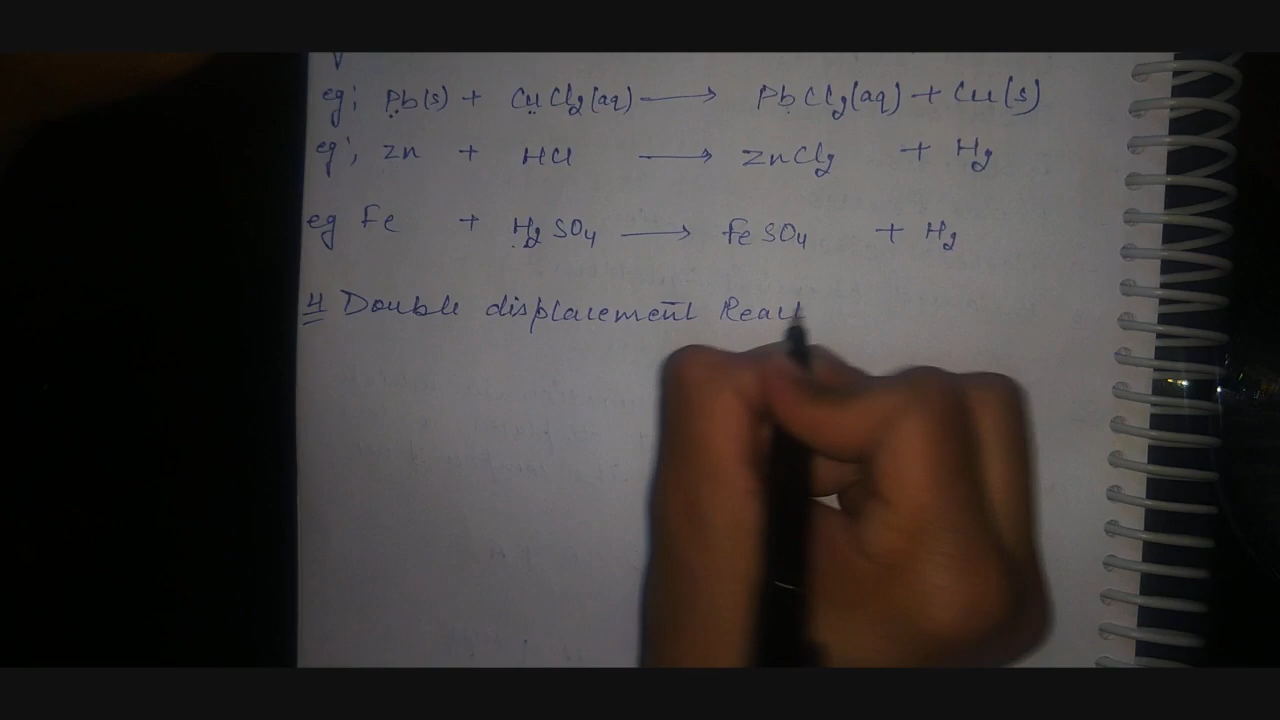 eg; Pb(s) + CuCl2(aq) → PbCl2(aq) + Cu(s)
eg; Zn + HCl → ZnCl2 + H2
eg Fe + H2SO4 → FeSO4 + H2
4 Double displacement React